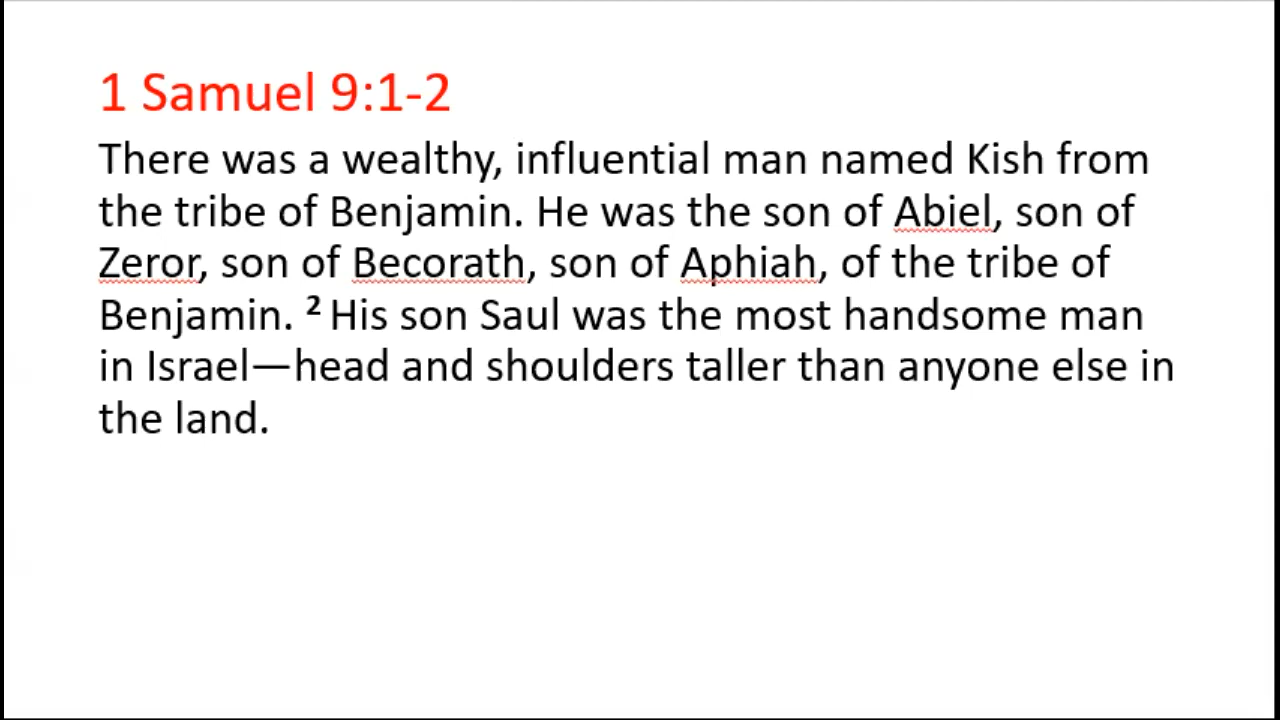 1 Samuel 9:1-2
There was a wealthy, influential man named Kish from
the tribe of Benjamin. He was the son of Abiel, son of
Zeror, son of Becorath, son of Aphiah, of the tribe of
Benjamin. ² His son Saul was the most handsome man
in Israel—head and shoulders taller than anyone else in
the land.